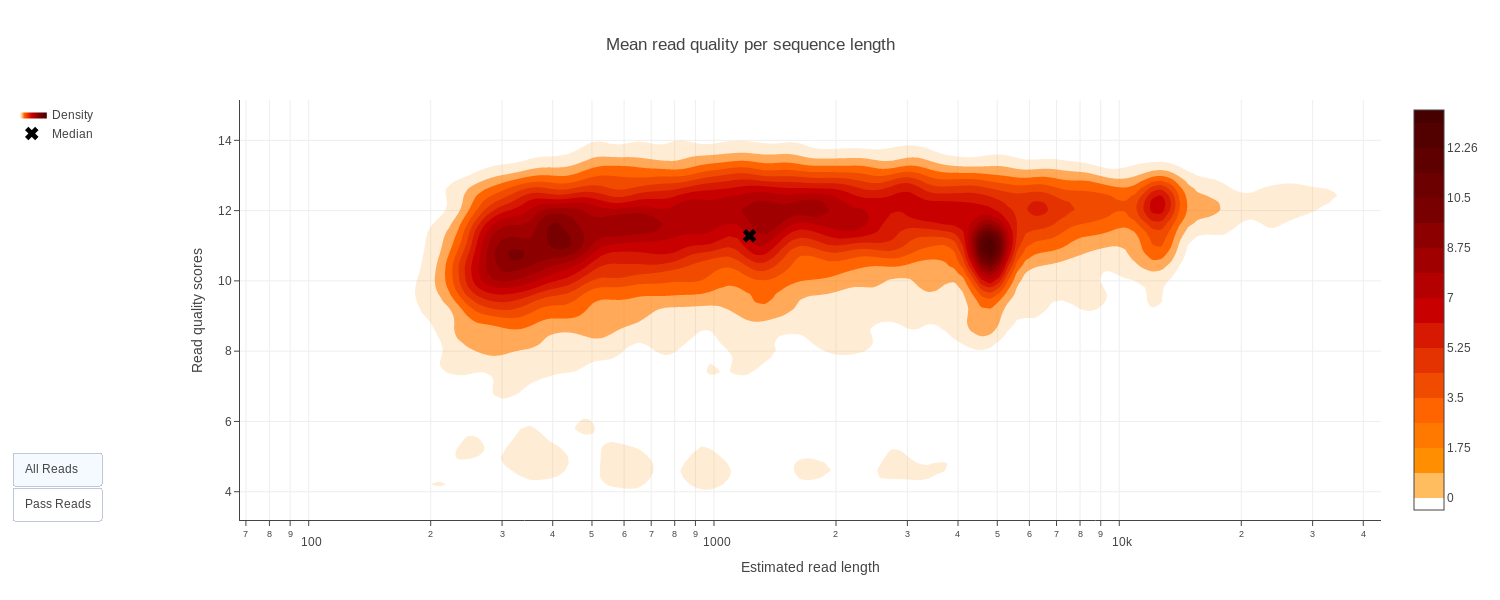 Mean read quality per sequence length
Density
Median
14
12
10
8
6
4
Read quality scores
12.26
10.5
8.75
7
5.25
3.5
1.75
0
All Reads
Pass Reads
7 8 9 100 2 3 4 5 6 7 8 9 1000 2 3 4 5 6 7 8 9 10k 2 3 4
Estimated read length